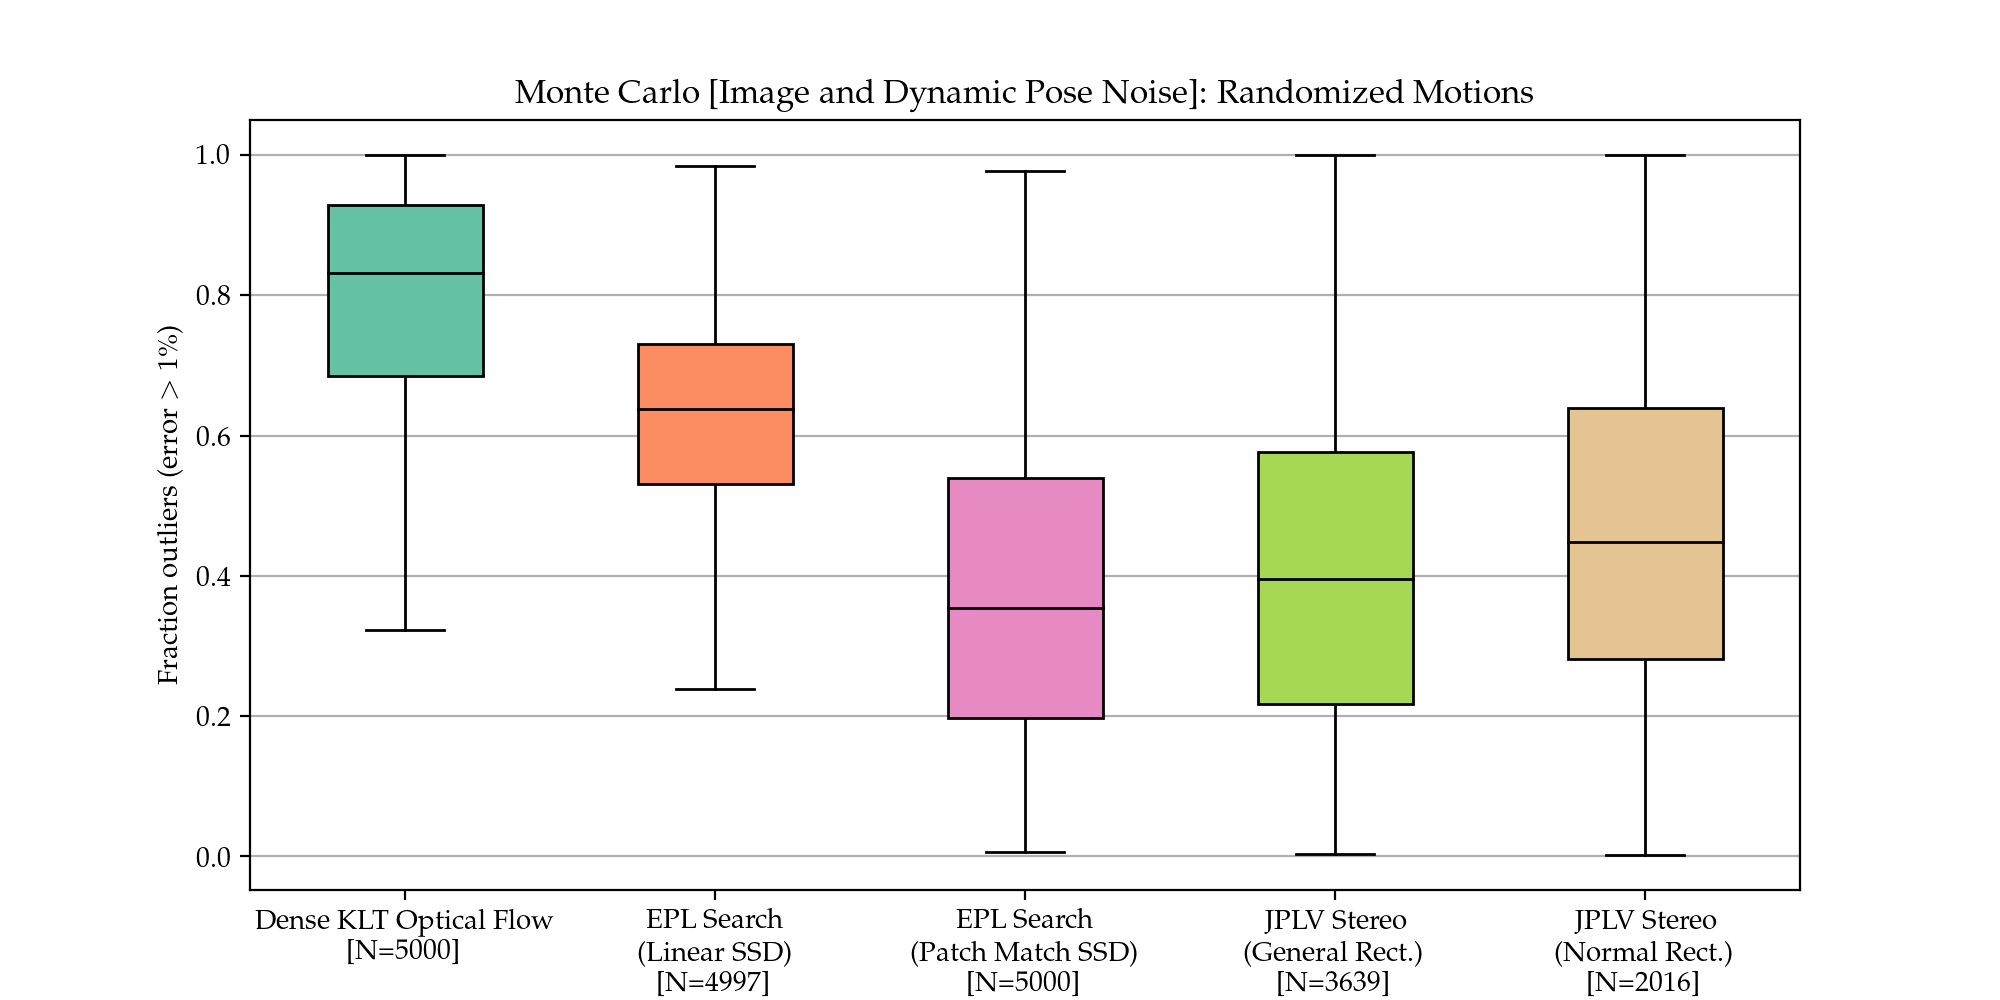 Monte Carlo [Image and Dynamic Pose Noise]: Randomized Motions
Fraction outliers (error > 1%)
1.0
0.8
0.6
0.4
0.2
0.0
Dense KLT Optical Flow
[N=5000]
EPL Search
(Linear SSD)
[N=4997]
EPL Search
(Patch Match SSD)
[N=5000]
JPLV Stereo
(General Rect.)
[N=3639]
JPLV Stereo
(Normal Rect.)
[N=2016]